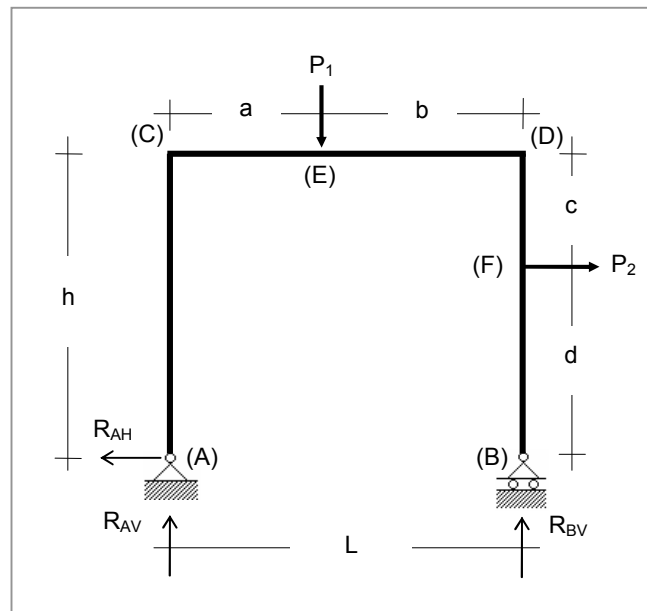 P1
a b
(C) (D)
(E)
c
(F) P2
h
d
RAH
(A) (B)
RAV RBV
L